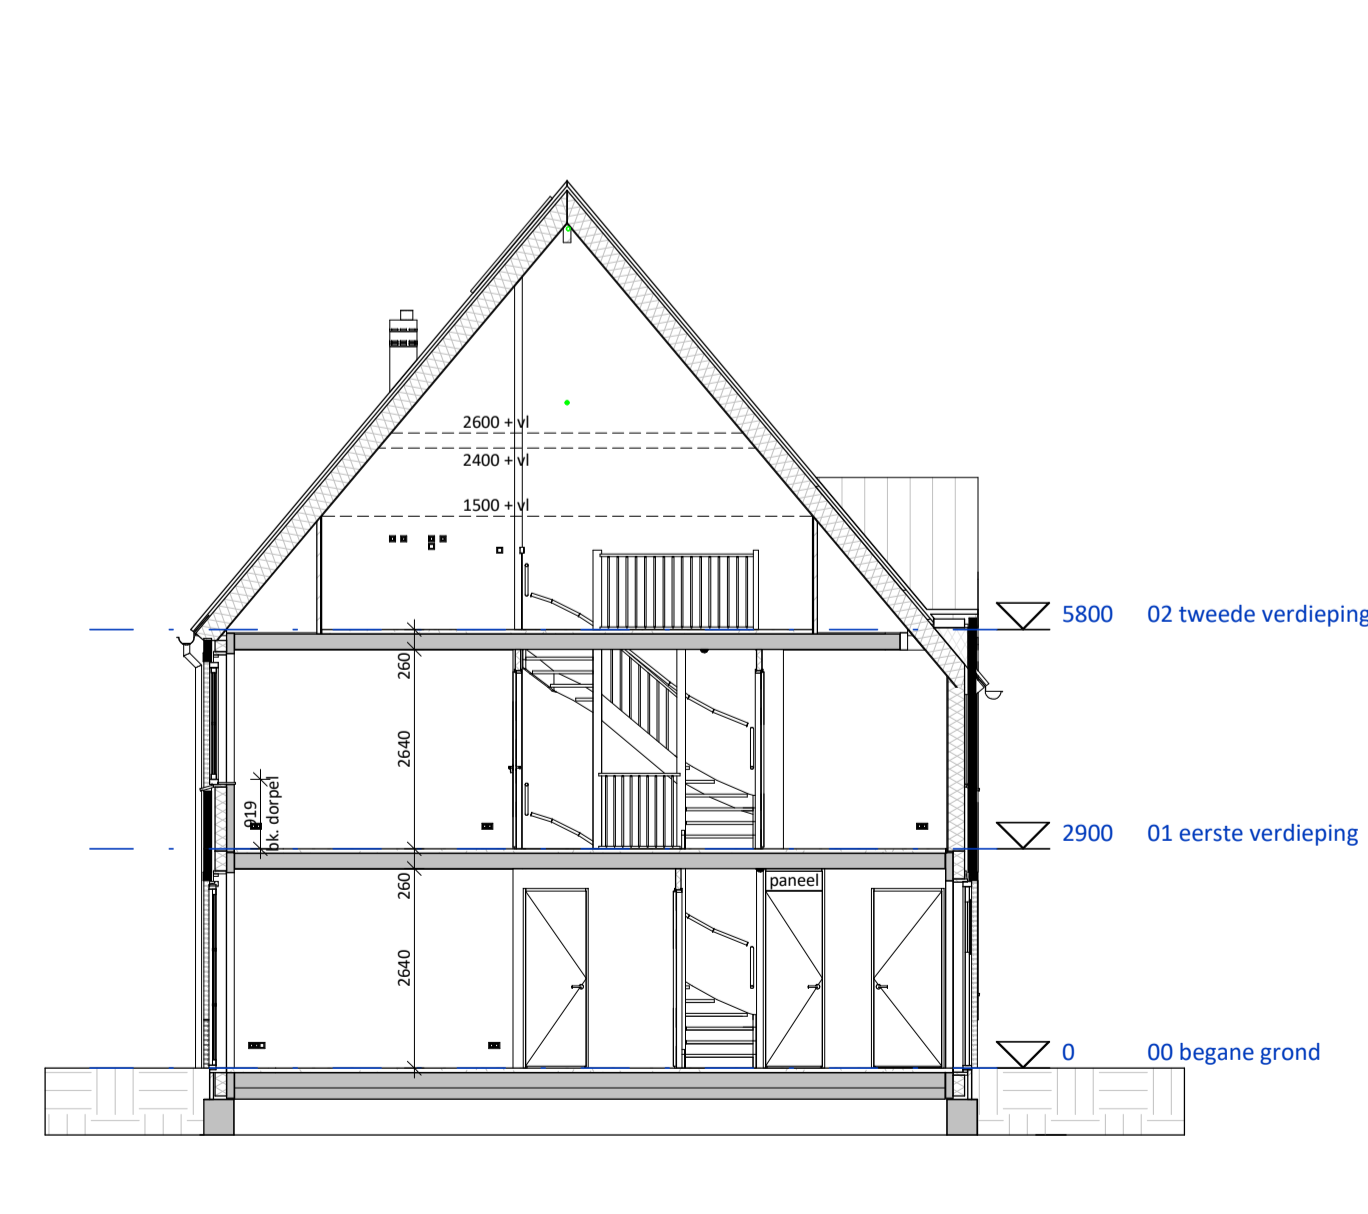 2600 + vl
2400 + vl
1500 + vl
5800 02 tweede verdieping
260
2640
919
bk. dorpel
2900 01 eerste verdieping
260
paneel
2640
0 00 begane grond